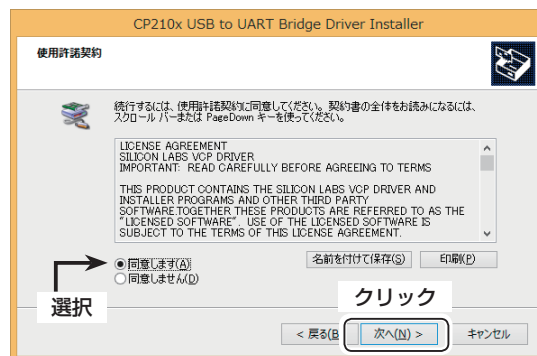 CP210x USB to UART Bridge Driver Installer
使用許諾契約
続行するには、使用許諾契約に同意してください。契約書の全体をお読みになるには、
スクロール バーまたは PageDown キーを使ってください。
LICENSE AGREEMENT
SILICON LABS VCP DRIVER
IMPORTANT: READ CAREFULLY BEFORE AGREEING TO TERMS
THIS PRODUCT CONTAINS THE SILICON LABS VCP DRIVER AND
INSTALLER PROGRAMS AND OTHER THIRD PARTY
SOFTWARE.TOGETHER THESE PRODUCTS ARE REFERRED TO AS THE
"LICENSED SOFTWARE". USE OF THE LICENSED SOFTWARE IS
SUBJECT TO THE TERMS OF THIS LICENSE AGREEMENT.
同意します(A) 名前を付けて保存(S) 印刷(P)
同意しません(D)
選択
クリック
< 戻る(B 次へ(N) > キャンセル